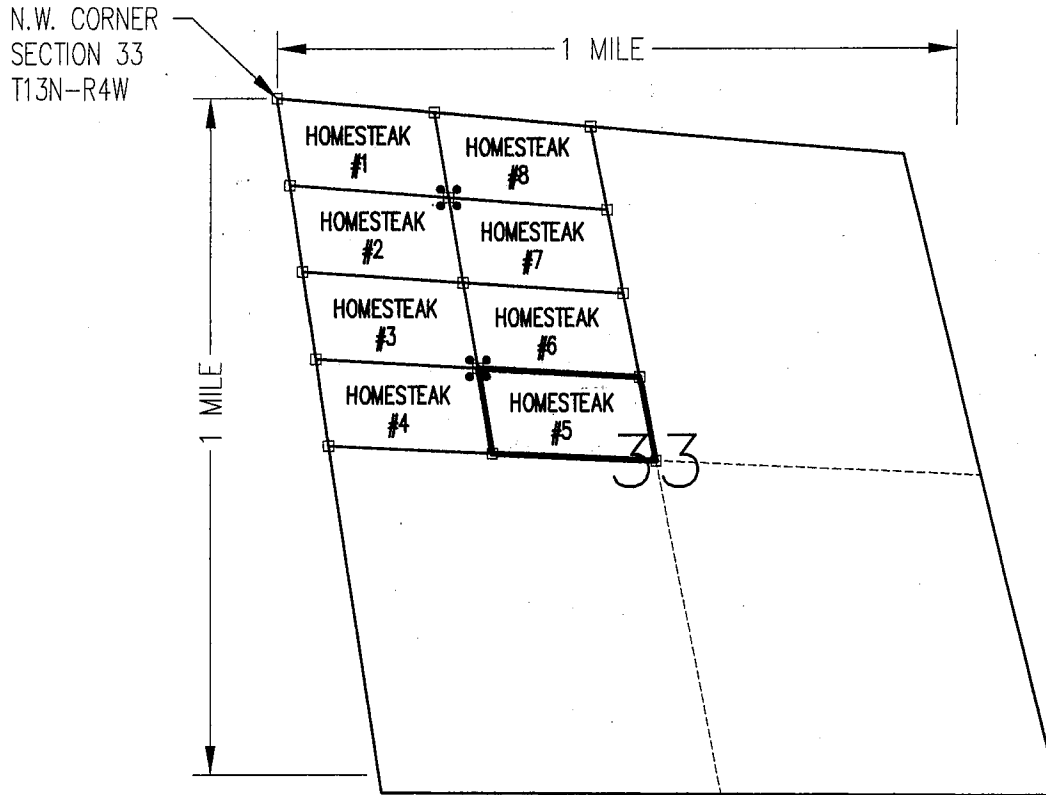 N.W. CORNER
SECTION 33
T13N-R4W
1 MILE
1 MILE
HOMESTEAK
#1
HOMESTEAK
#8
HOMESTEAK
#2
HOMESTEAK
#7
HOMESTEAK
#3
HOMESTEAK
#6
HOMESTEAK
#4
HOMESTEAK
#5
33